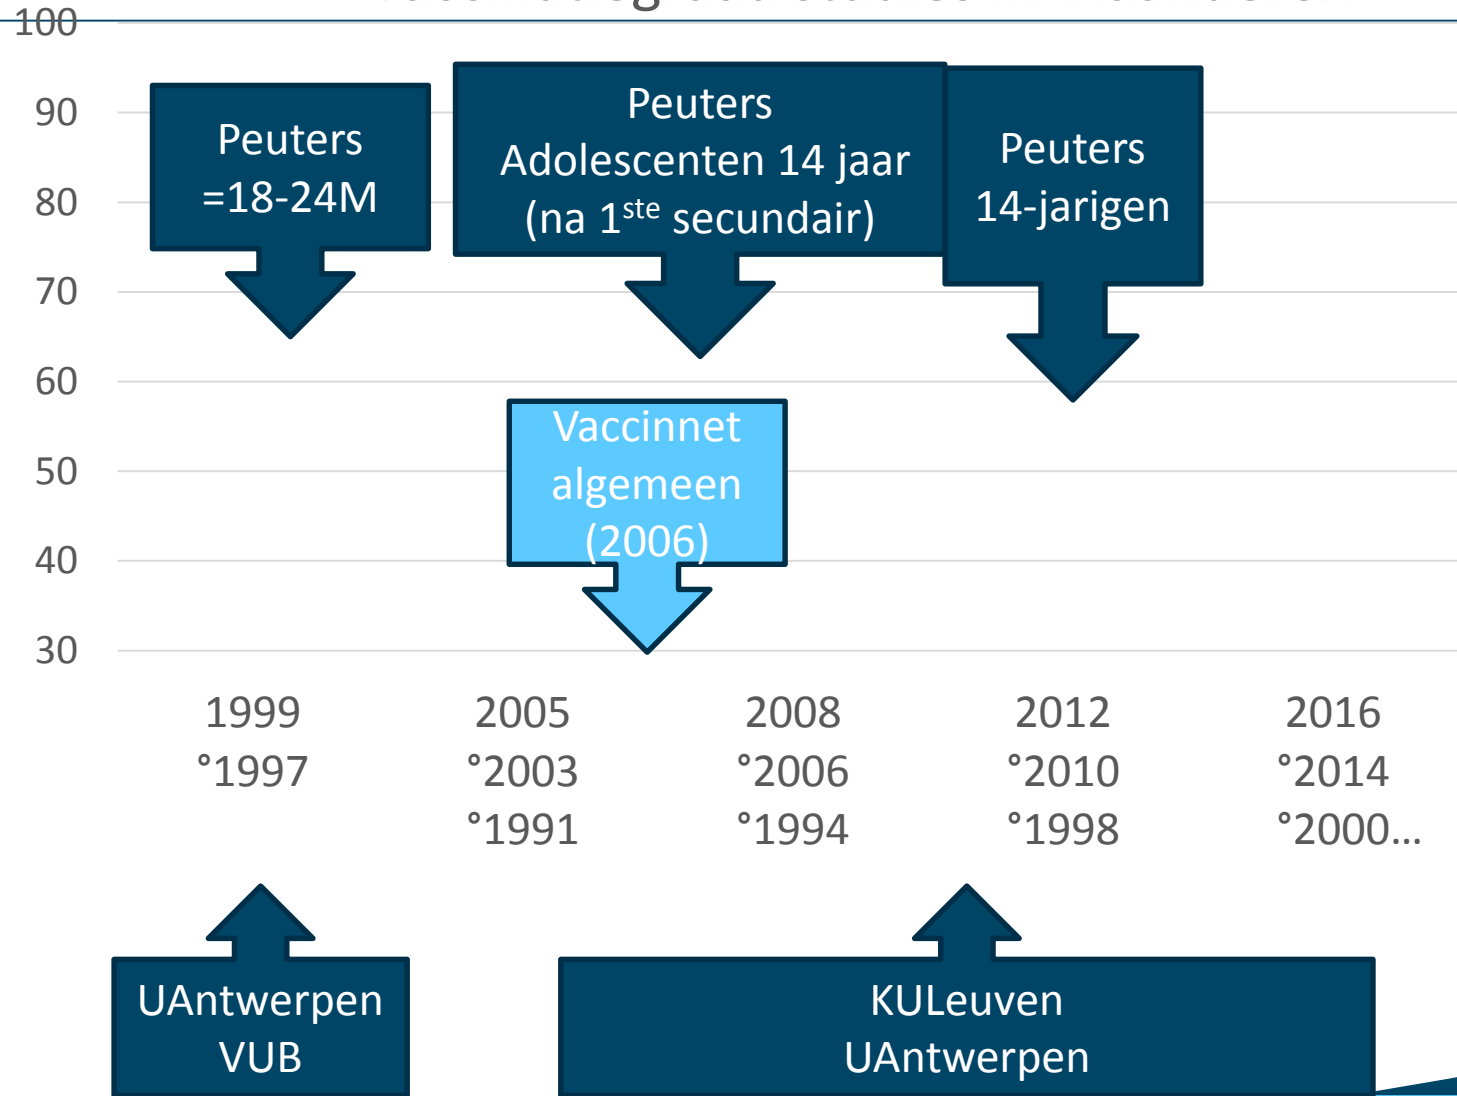 100
90
80
70
60
50
40
30
Peuters
=18-24M
Peuters
Adolescenten 14 jaar
(na 1ste secundair)
Peuters
14-jarigen
Vaccinnet
algemeen
(2006)
1999 2005 2008 2012 2016
°1997 °2003 °2006 °2010 °2014
°1991 °1994 °1998 °2000...
UAntwerpen
VUB
KULeuven
UAntwerpen